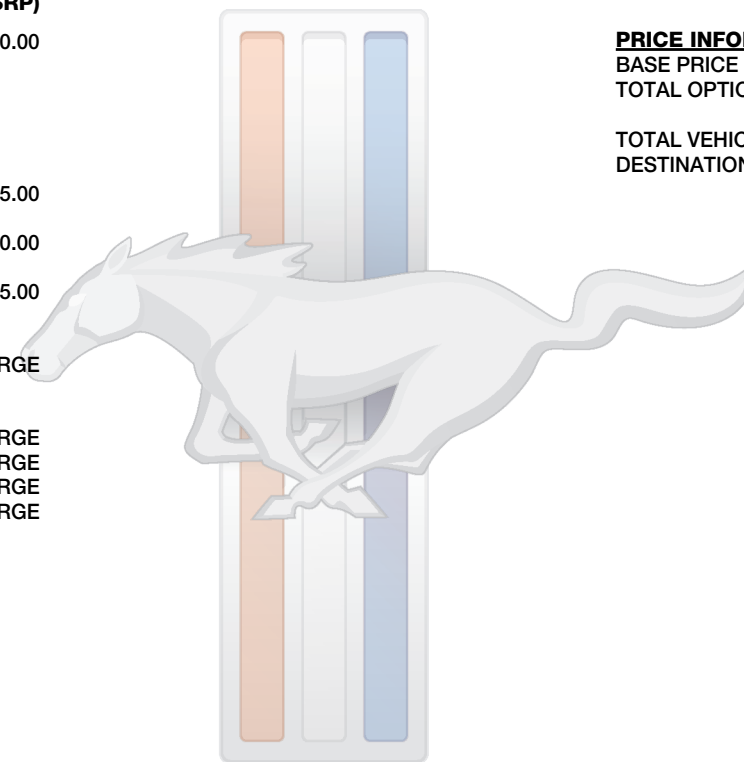 SRP)
0.00
5.00
0.00
5.00
RGE
RGE
RGE
RGE
RGE
PRICE INFO
BASE PRICE
TOTAL OPTIO
TOTAL VEHIC
DESTINATION